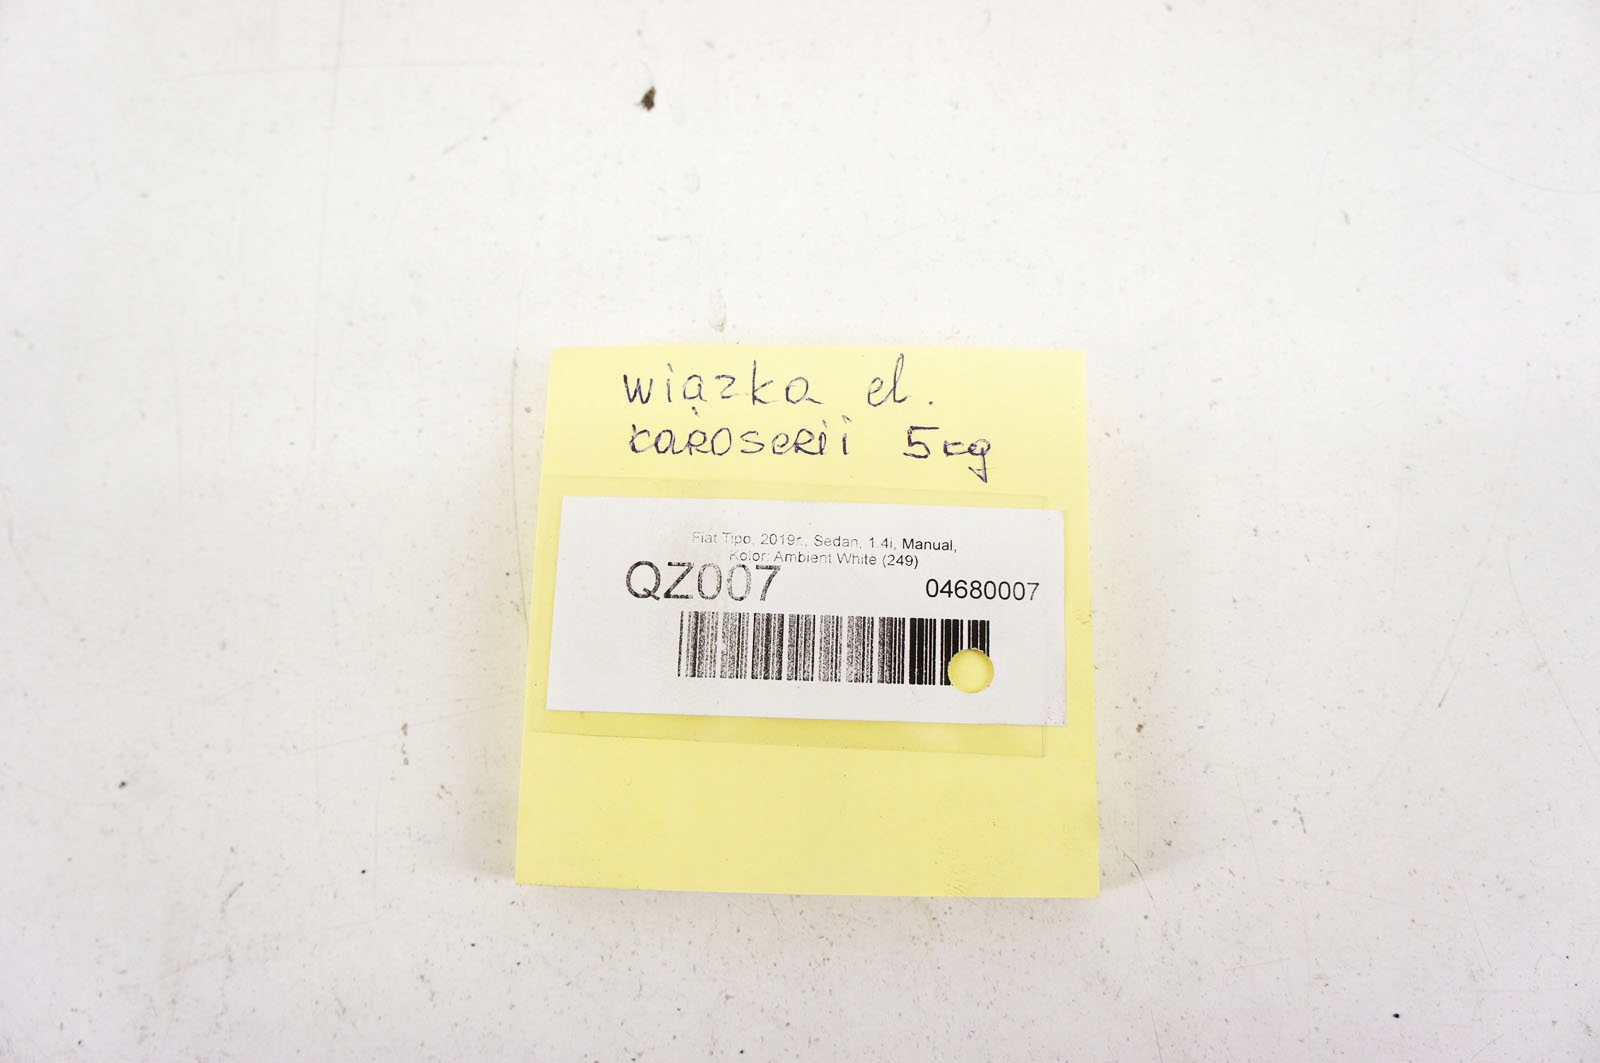 wiązka el.
karoserii 5kg
Fiat Tipo, 2019r., Sedan, 1.4i, Manual,
Kolor: Ambient White (249)
QZ007 04680007